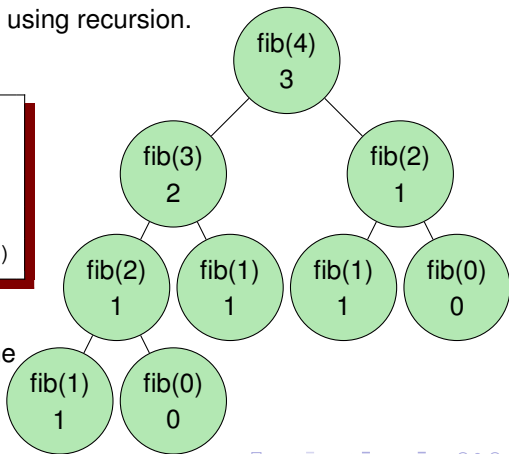 using recursion.
fib(4)
3
fib(3)
2
fib(2)
1
)
fib(2)
1
fib(1)
1
fib(1)
1
fib(0)
0
e
fib(1)
1
fib(0)
0